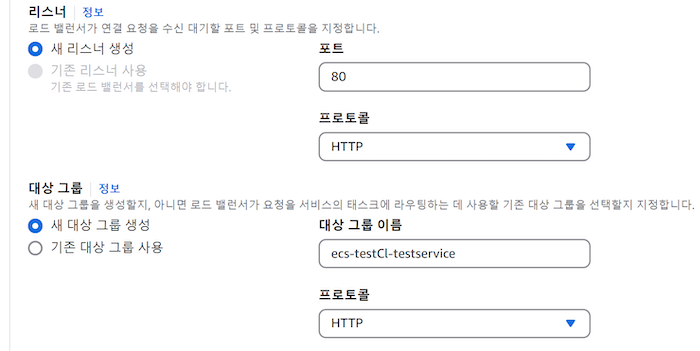 리스너 정보
로드 밸런서가 연결 요청을 수신 대기할 포트 및 프로토콜을 지정합니다.
새 리스너 생성
기존 리스너 사용
기존 로드 밸런서를 선택해야 합니다.
포트
80
프로토콜
HTTP
대상 그룹 정보
새 대상 그룹을 생성할지, 아니면 로드 밸런서가 요청을 서비스의 태스크에 라우팅하는 데 사용할 기존 대상 그룹을 선택할지 지정합니다.
새 대상 그룹 생성
기존 대상 그룹 사용
대상 그룹 이름
ecs-testCl-testservice
프로토콜
HTTP